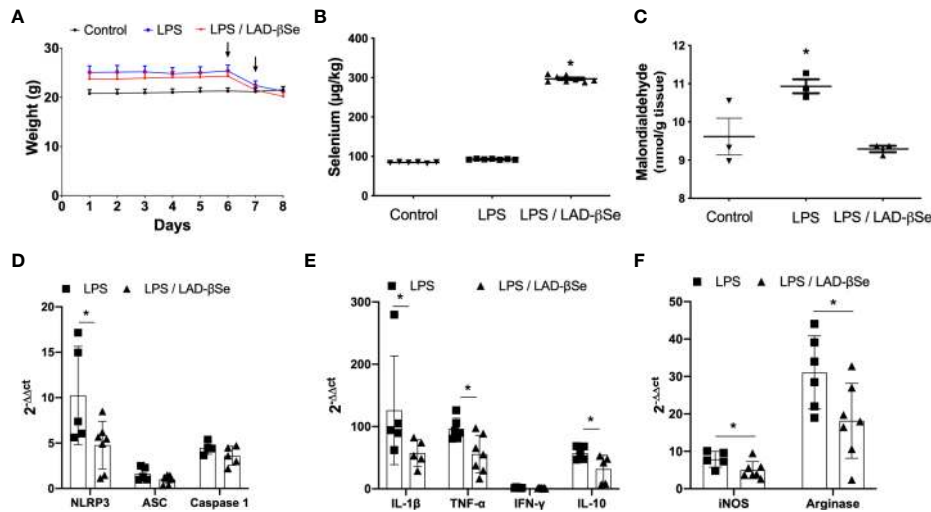 A
Control LPS LPS / LAD-βSe
Weight (g)
30
20
10
0
0 1 2 3 4 5 6 7 8
Days
B
Selenium (µg/kg)
400
300
200
100
0
*
Control LPS LPS / LAD-βSe
C
Malondialdehyde
(nmol/g tissue)
12
11
10
9
8
*
Control LPS LPS / LAD-βSe
D
LPS LPS / LAD-βSe
2-ΔΔct
20
15
10
5
0
*
NLRP3 ASC Caspase 1
E
LPS LPS / LAD-βSe
2-ΔΔct
300
200
100
0
* * *
IL-1β TNF-α IFN-γ IL-10
F
LPS LPS / LAD-βSe
2-ΔΔct
50
40
30
20
10
0
* *
iNOS Arginase